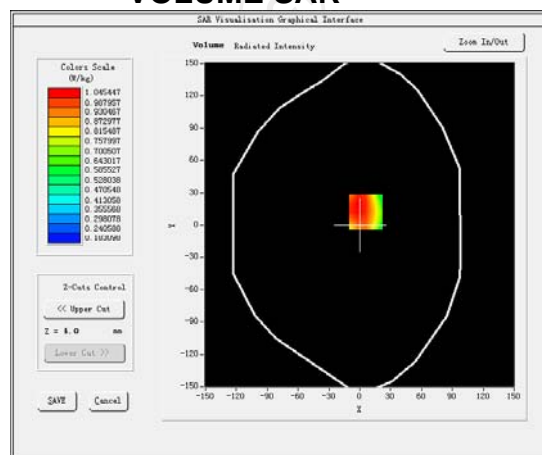 VOLUME SAR
SAR Visualisation Graphical Interface
Volume Radiated Intensity
Zoom In/Out
Colors Scale
(W/kg)
1.045447
0.987957
0.930467
0.872977
0.815487
0.757997
0.700507
0.643017
0.585527
0.528038
0.470548
0.413058
0.355568
0.298078
0.240588
0.183098
Z-Cuts Control
<< Upper Cut
Z = mm
Lower Cut >>
SAVE
Cancel
150
120
90
60
30
0
-30
-60
-90
-120
-150
Y
-150 -120 -90 -60 -30 0 30 60 90 120 150
X